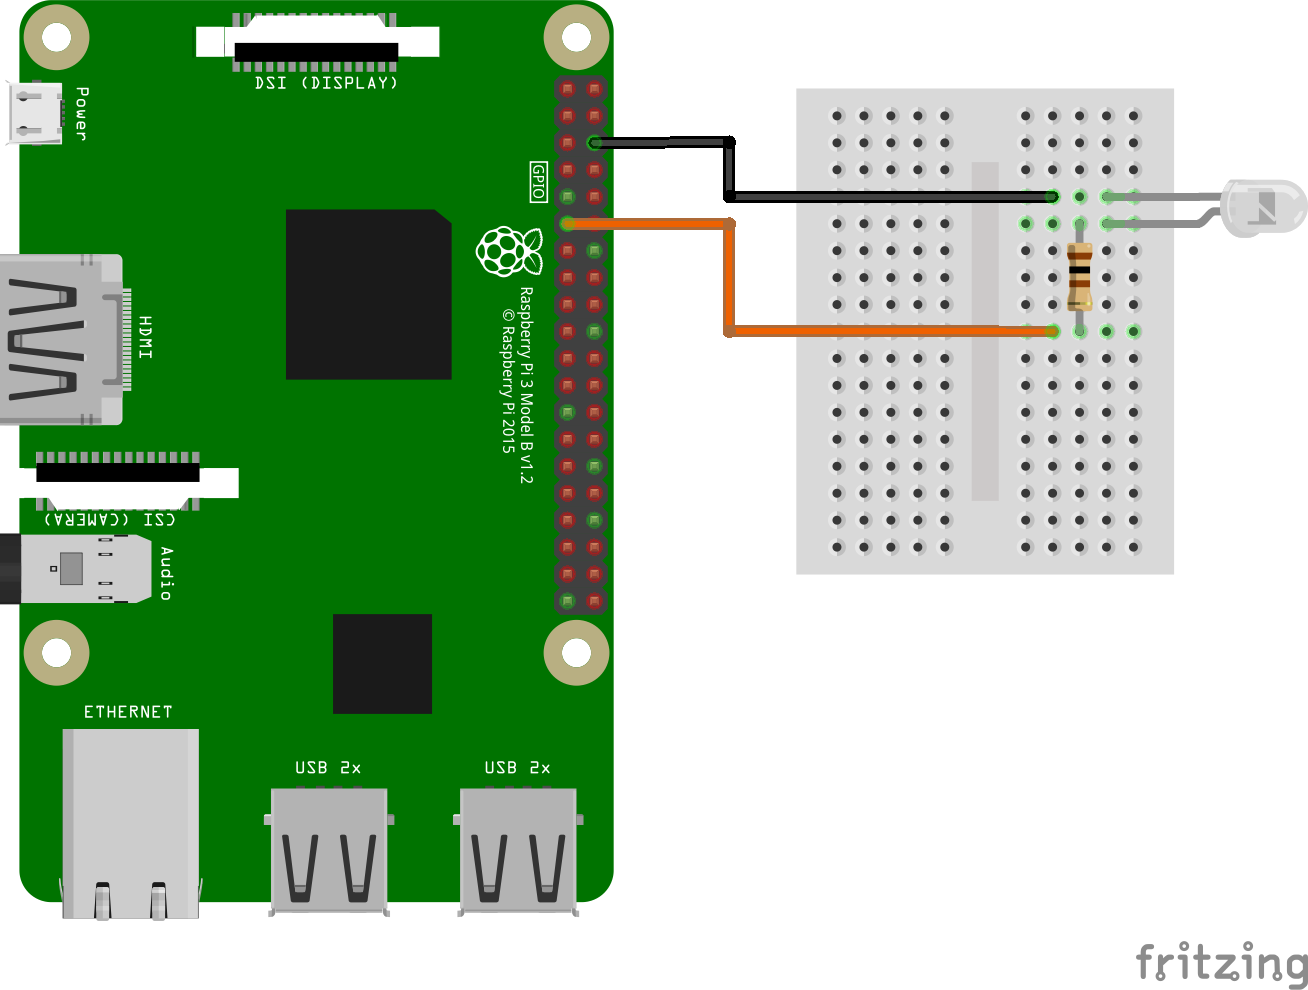 DSI (DISPLAY)
Power
GPIO
HDMI
Raspberry Pi 3 Model B v1.2
© Raspberry Pi 2015
CSI (CAMERA)
Audio
ETHERNET
USB 2x
USB 2x
fritzing